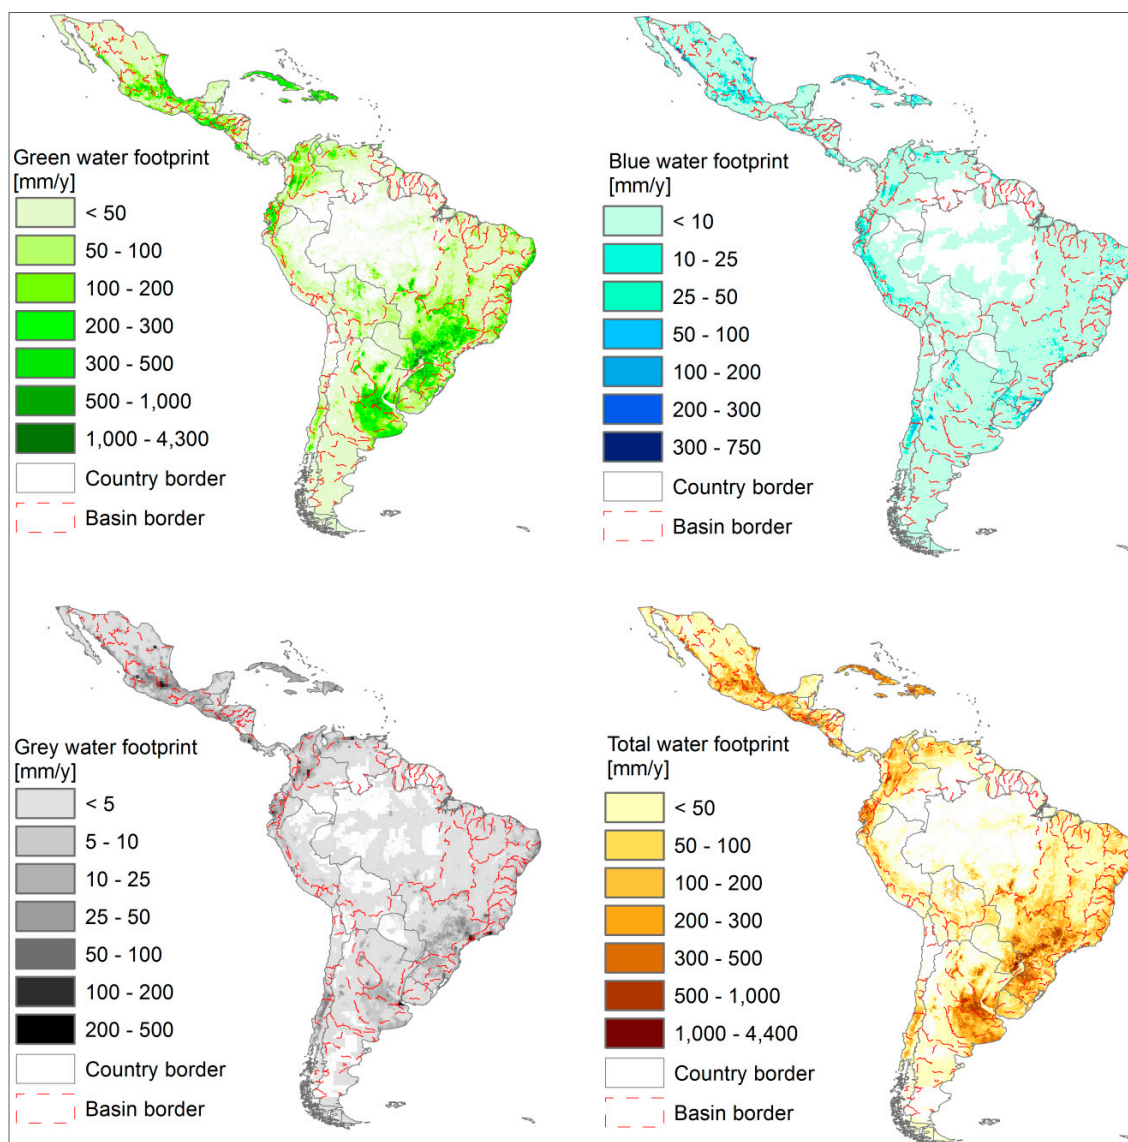 Green water footprint
[mm/y]
< 50
50 - 100
100 - 200
200 - 300
300 - 500
500 - 1,000
1,000 - 4,300
Country border
Basin border
Blue water footprint
[mm/y]
< 10
10 - 25
25 - 50
50 - 100
100 - 200
200 - 300
300 - 750
Country border
Basin border
Grey water footprint
[mm/y]
< 5
5 - 10
10 - 25
25 - 50
50 - 100
100 - 200
200 - 500
Country border
Basin border
Total water footprint
[mm/y]
< 50
50 - 100
100 - 200
200 - 300
300 - 500
500 - 1,000
1,000 - 4,400
Country border
Basin border